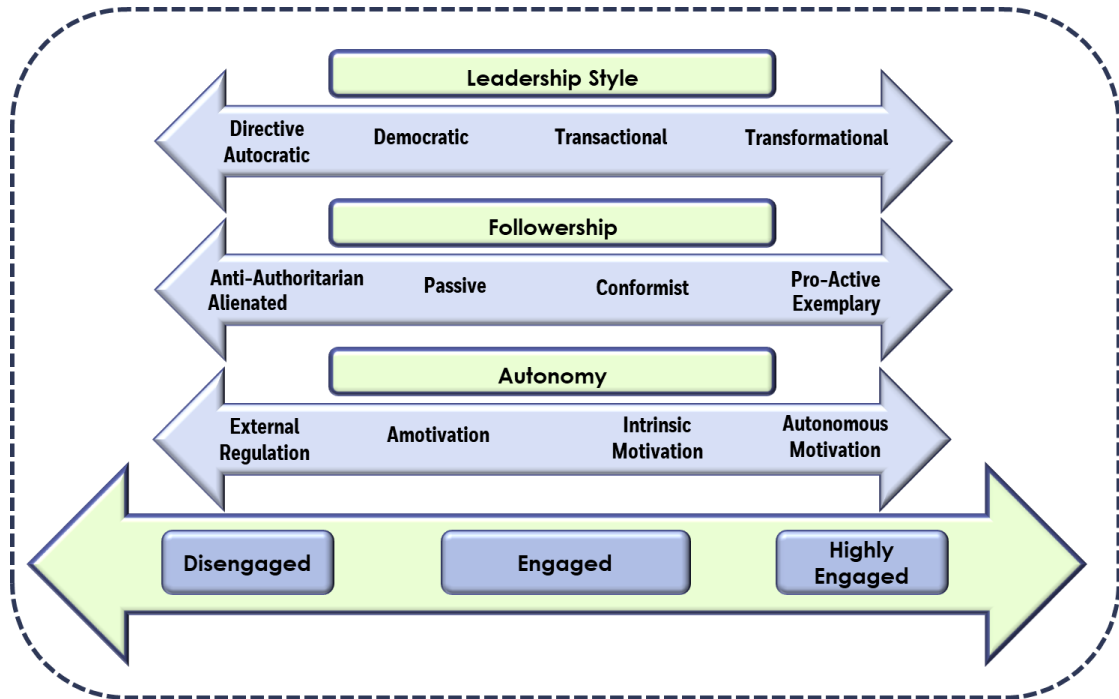 Leadership Style
Directive
Autocratic
Democratic
Transactional
Transformational
Followership
Anti-Authoritarian
Alienated
Passive
Conformist
Pro-Active
Exemplary
Autonomy
External
Regulation
Amotivation
Intrinsic
Motivation
Autonomous
Motivation
Disengaged
Engaged
Highly
Engaged